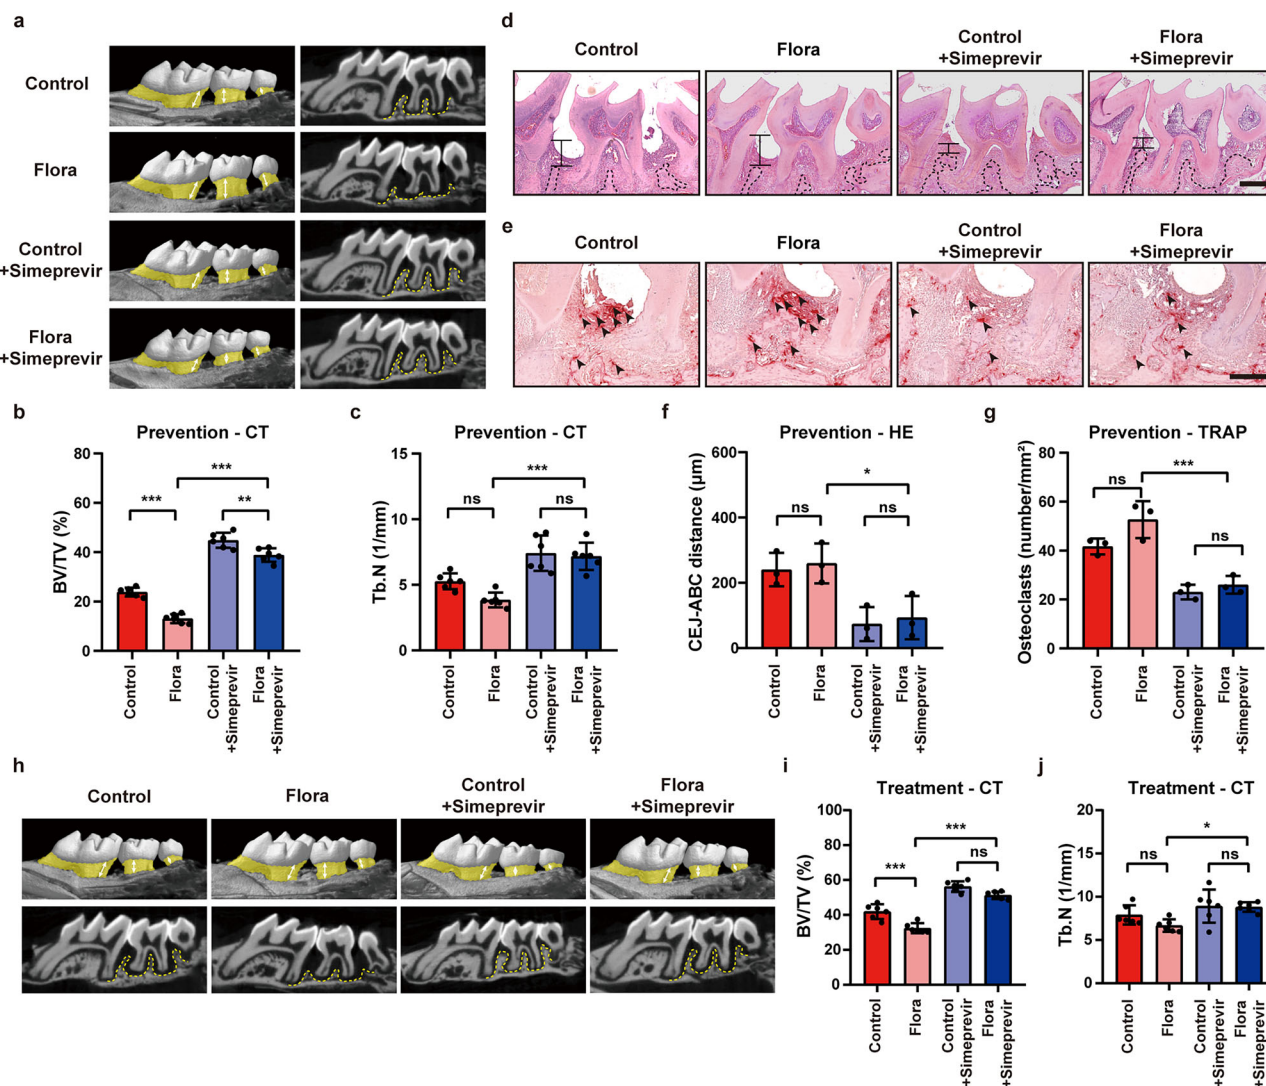 a
Control
Flora
Control
+Simeprevir
Flora
+Simeprevir
d
Control
Flora
Control
+Simeprevir
Flora
+Simeprevir
e
Control
Flora
Control
+Simeprevir
Flora
+Simeprevir
b
Prevention - CT
BV/TV (%)
80
60
40
20
0
***
***
**
Control
Flora
Control
+Simeprevir
Flora
+Simeprevir
c
Prevention - CT
Tb.N (1/mm)
15
10
5
0
***
ns
ns
Control
Flora
Control
+Simeprevir
Flora
+Simeprevir
f
Prevention - HE
CEJ-ABC distance (μm)
600
400
200
0
*
ns
ns
Control
Flora
Control
+Simeprevir
Flora
+Simeprevir
g
Prevention - TRAP
Osteoclasts (number/mm²)
80
60
40
20
0
***
ns
ns
Control
Flora
Control
+Simeprevir
Flora
+Simeprevir
h
Control
Flora
Control
+Simeprevir
Flora
+Simeprevir
i
Treatment - CT
BV/TV (%)
100
80
60
40
20
0
***
***
ns
Control
Flora
Control
+Simeprevir
Flora
+Simeprevir
j
Treatment - CT
Tb.N (1/mm)
20
15
10
5
0
*
ns
ns
Control
Flora
Control
+Simeprevir
Flora
+Simeprevir